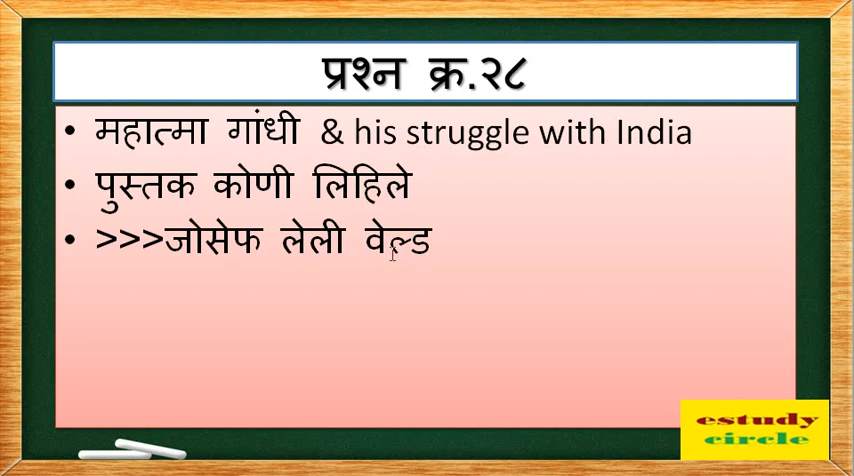 प्रश्न क्र.२८
• महात्मा गांधी & his struggle with India
• पुस्तक कोणी लिहिले
• >>>जोसेफ लेली वेल्ड
estudy
circle